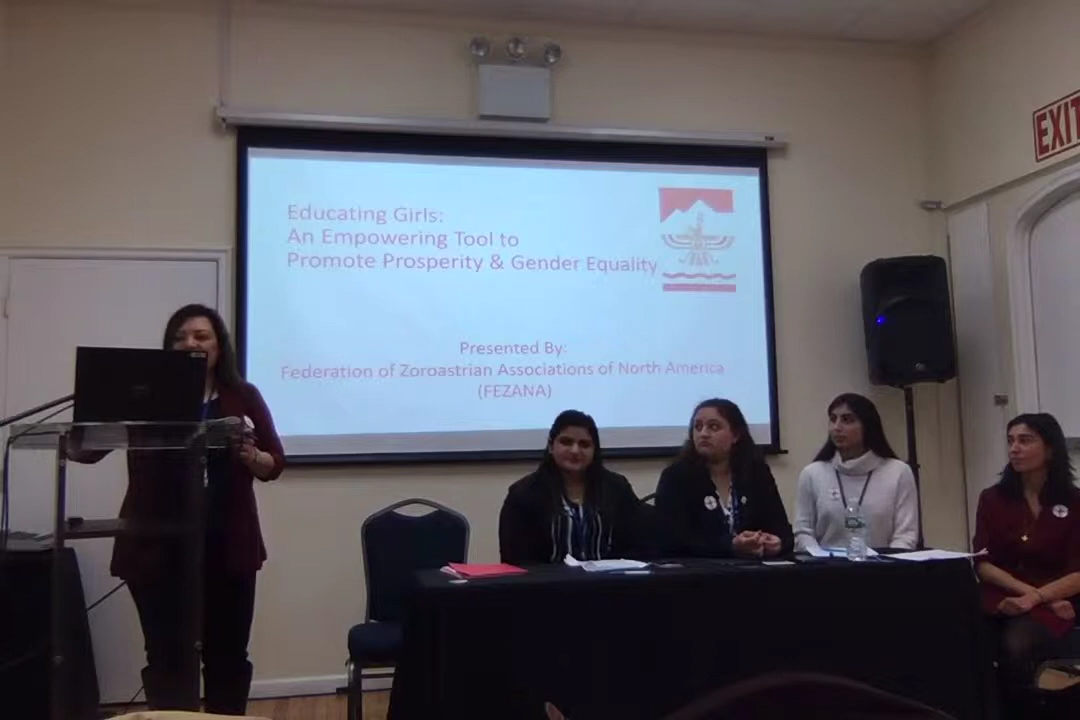 Educating Girls:
An Empowering Tool to
Promote Prosperity & Gender Equality
Presented By:
Federation of Zoroastrian Associations of North America
(FEZANA)
EXIT